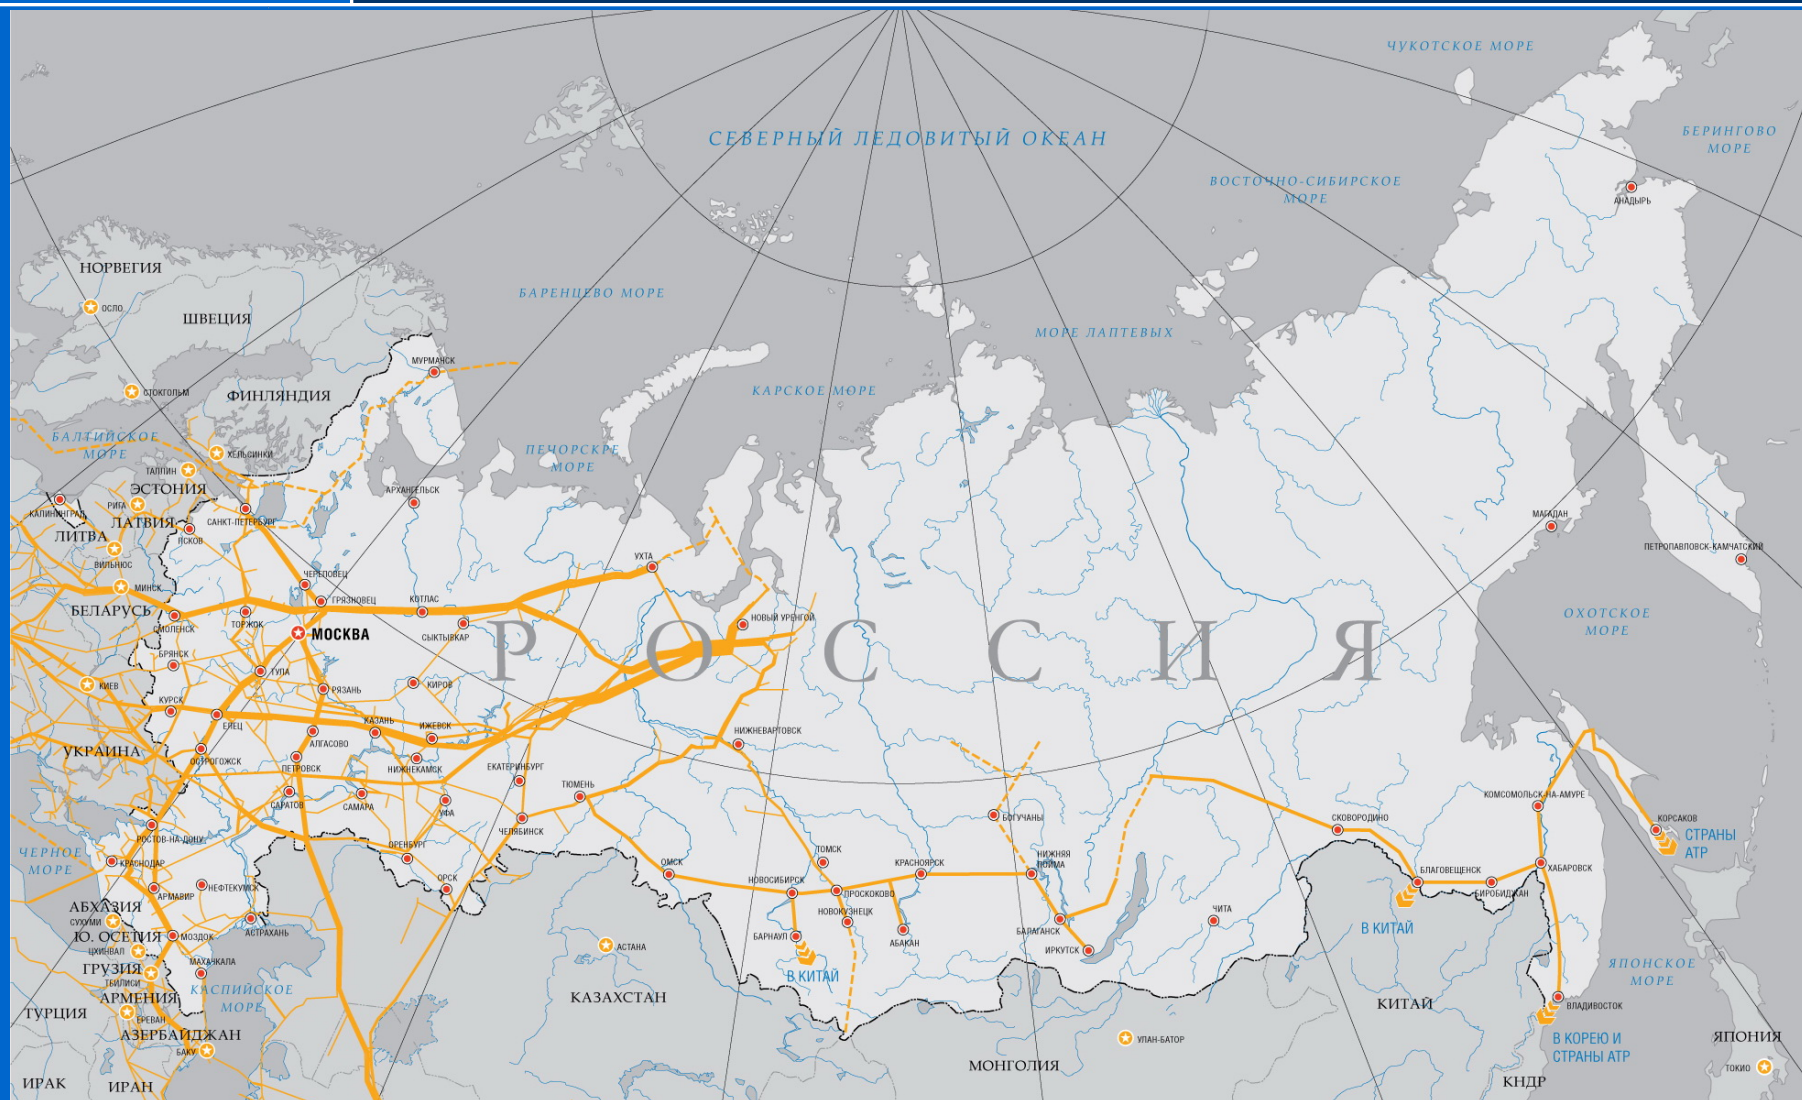 ЧУКОТСКОЕ МОРЕ
БЕРИНГОВО
МОРЕ
СЕВЕРНЫЙ ЛЕДОВИТЫЙ ОКЕАН
ВОСТОЧНО-СИБИРСКОЕ
МОРЕ
АНАДЫРЬ
НОРВЕГИЯ
ОСЛО
ШВЕЦИЯ
БАРЕНЦЕВО МОРЕ
МОРЕ ЛАПТЕВЫХ
МУРМАНСК
СТОКГОЛЬМ
ФИНЛЯНДИЯ
КАРСКОЕ МОРЕ
БАЛТИЙСКОЕ
МОРЕ
ХЕЛЬСИНКИ
ПЕЧОРСКОЕ
МОРЕ
ТАЛЛИН
ЭСТОНИЯ
АРХАНГЕЛЬСК
КАЛИНИНГРАД
РИГА
ЛАТВИЯ
САНКТ-ПЕТЕРБУРГ
МАГАДАН
ЛИТВА
ПСКОВ
ВИЛЬНЮС
УХТА
ПЕТРОПАВЛОВСК-КАМЧАТСКИЙ
ЧЕРЕПОВЕЦ
МИНСК
ГРЯЗОВЕЦ
КОТЛАС
БЕЛАРУСЬ
СМОЛЕНСК
ТОРЖОК
СЫКТЫВКАР
НОВЫЙ УРЕНГОЙ
ОХОТСКОЕ
МОРЕ
МОСКВА
РОССИЯ
БРЯНСК
ТУЛА
КИЕВ
РЯЗАНЬ
КИРОВ
КУРСК
ЕЛЕЦ
КАЗАНЬ
ИЖЕВСК
НИЖНЕВАРТОВСК
УКРАИНА
АЛГАСОВО
ОСТРОГОЖСК
ПЕТРОВСК
НИЖНЕКАМСК
ЕКАТЕРИНБУРГ
ТЮМЕНЬ
САРАТОВ
САМАРА
УФА
КОМСОМОЛЬСК-НА-АМУРЕ
ЧЕЛЯБИНСК
БОГУЧАНЫ
СКОВОРОДИНО
КОРСАКОВ
СТРАНЫ
АТР
РОСТОВ-НА-ДОНУ
ОРЕНБУРГ
ЧЕРНОЕ
МОРЕ
КРАСНОДАР
ТОМСК
НИЖНЯЯ
ПОЙМА
ОМСК
КРАСНОЯРСК
БЛАГОВЕЩЕНСК
ХАБАРОВСК
ОРСК
НОВОСИБИРСК
ПРОСКОКОВО
БИРОБИДЖАН
АРМАВИР
НЕФТЕКУМСК
АБХАЗИЯ
СУХУМИ
НОВОКУЗНЕЦК
ЧИТА
Ю. ОСЕТИЯ
МОЗДОК
АСТРАХАНЬ
БАРНАУЛ
АБАКАН
БАЛАГАНСК
ИРКУТСК
В КИТАЙ
АСТАНА
ЦХИНВАЛ
ГРУЗИЯ
ТБИЛИСИ
МАХАЧКАЛА
В КИТАЙ
ЯПОНСКОЕ
МОРЕ
КАСПИЙСКОЕ
МОРЕ
АРМЕНИЯ
КАЗАХСТАН
КИТАЙ
ВЛАДИВОСТОК
ТУРЦИЯ
ЕРЕВАН
АЗЕРБАЙДЖАН
БАКУ
УЛАН-БАТОР
МОНГОЛИЯ
В КОРЕЮ И
СТРАНЫ АТР
ЯПОНИЯ
ТОКИО
ИРАК
ИРАН
КНДР